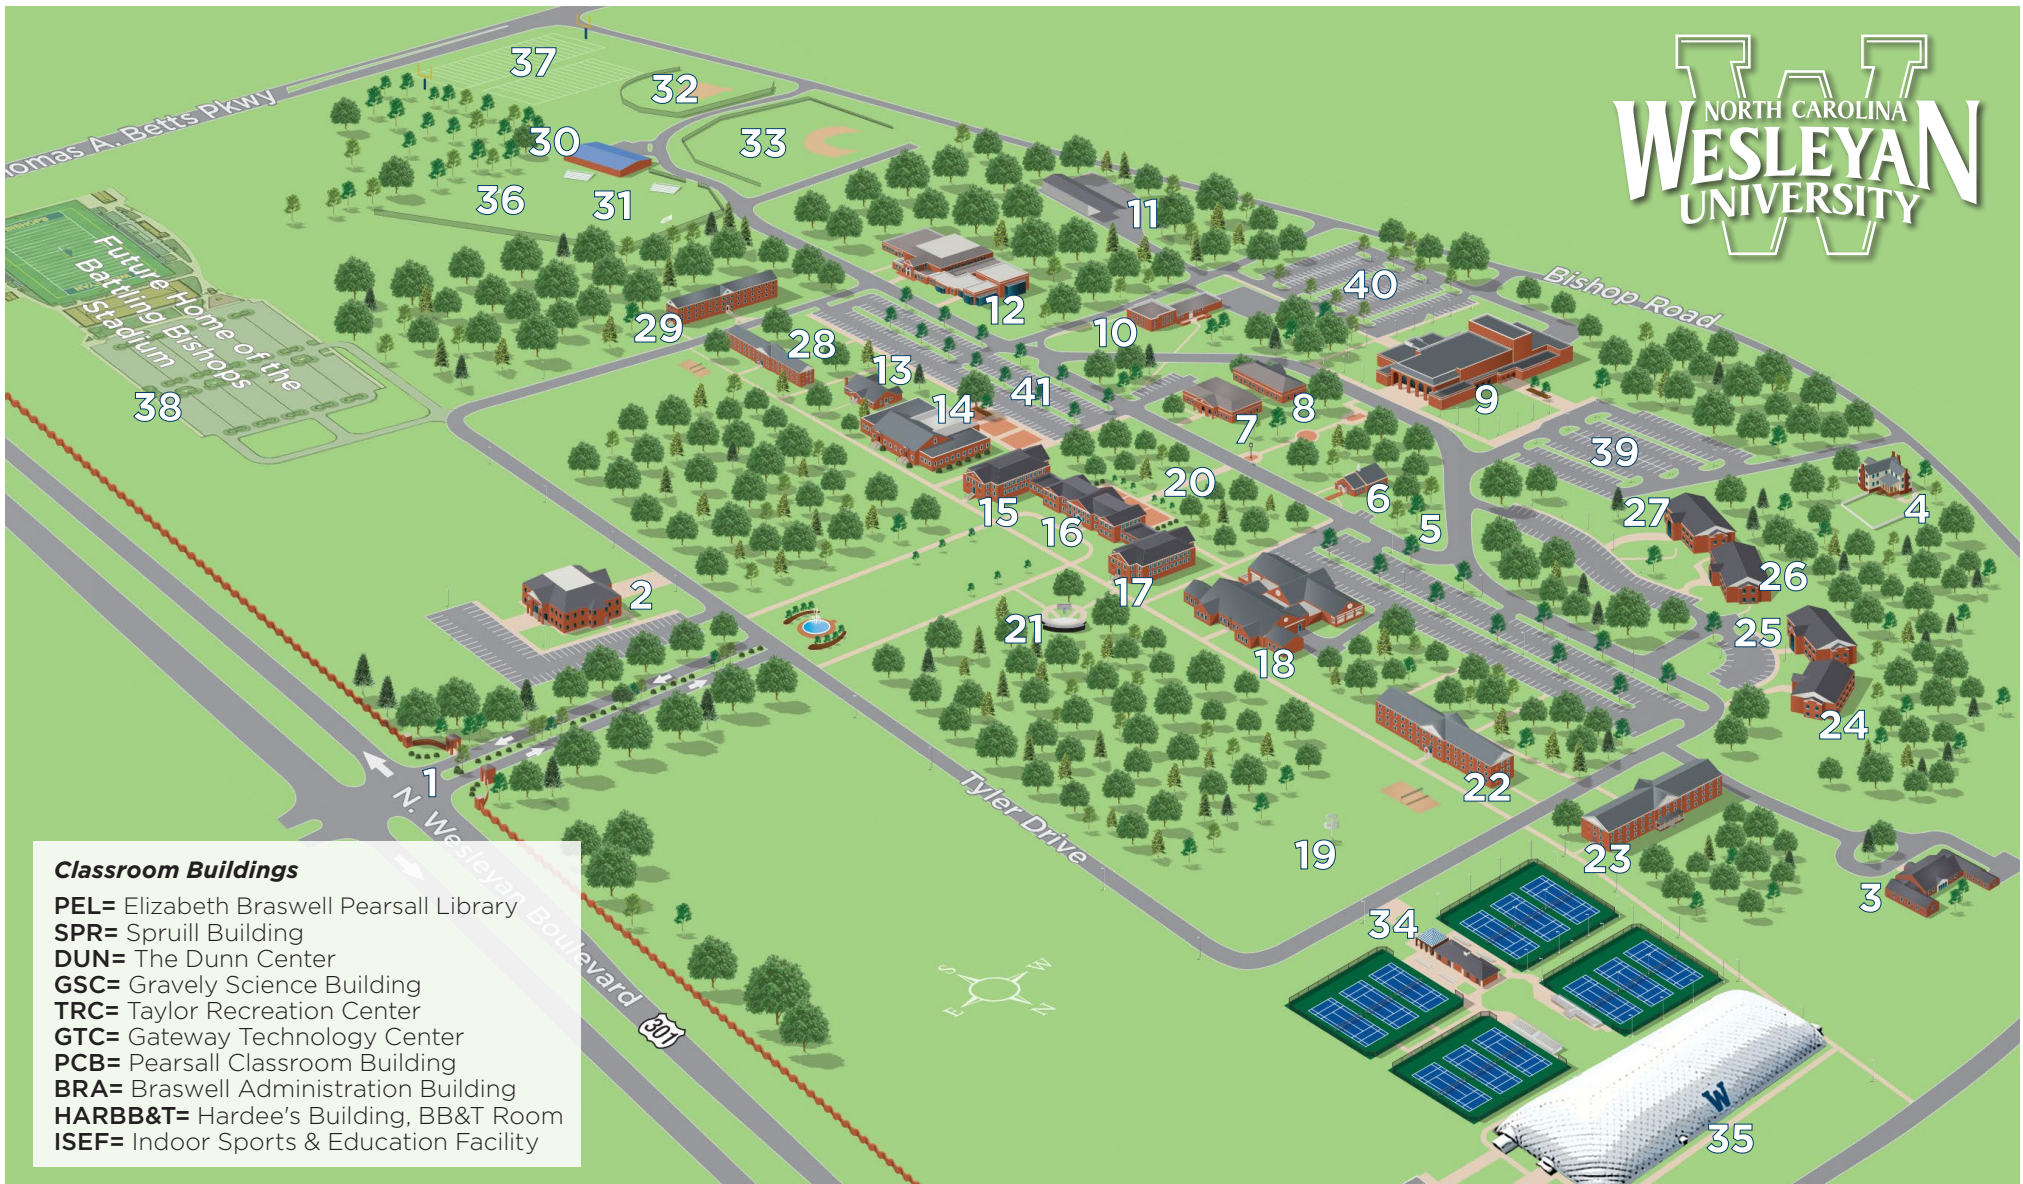 NORTH CAROLINA
WESLEYAN
UNIVERSITY
homas A. Betts Pkwy
Bishop Road
Future Home of the
Battling Bishops
Stadium
37
32
33
30
36
31
11
40
12
10
29
28
13
41
14
9
8
7
38
39
20
6
5
27
4
15
16
26
2
17
21
25
18
24
1
22
19
23
3
34
35
N. Wesleyan Boulevard
301
Tyler Drive
S
W
E
N
W
Classroom Buildings
PEL= Elizabeth Braswell Pearsall Library
SPR= Spruill Building
DUN= The Dunn Center
GSC= Gravely Science Building
TRC= Taylor Recreation Center
GTC= Gateway Technology Center
PCB= Pearsall Classroom Building
BRA= Braswell Administration Building
HARBB&T= Hardee's Building, BB&T Room
ISEF= Indoor Sports & Education Facility